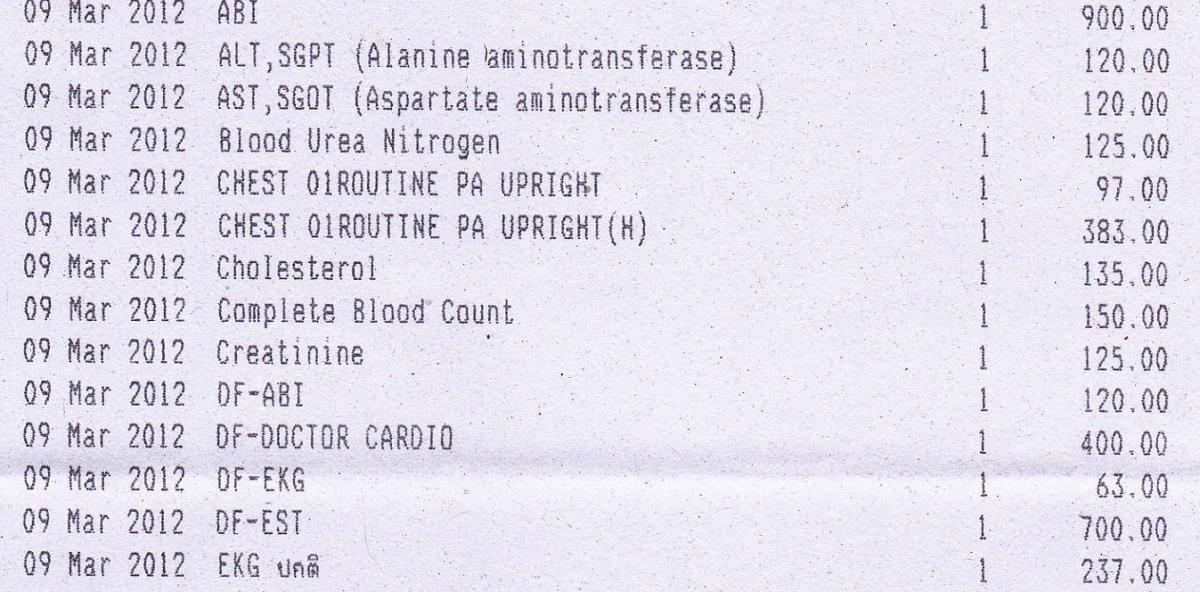 09 Mar 2012 ABI 1 900.00
09 Mar 2012 ALT,SGPT (Alanine aminotransferase) 1 120.00
09 Mar 2012 AST,SGOT (Aspartate aminotransferase) 1 120.00
09 Mar 2012 Blood Urea Nitrogen 1 125.00
09 Mar 2012 CHEST 01ROUTINE PA UPRIGHT 1 97.00
09 Mar 2012 CHEST 01ROUTINE PA UPRIGHT(H) 1 383.00
09 Mar 2012 Cholesterol 1 135.00
09 Mar 2012 Complete Blood Count 1 150.00
09 Mar 2012 Creatinine 1 125.00
09 Mar 2012 DF-ABI 1 120.00
09 Mar 2012 DF-DOCTOR CARDIO 1 400.00
09 Mar 2012 DF-EKG 1 63.00
09 Mar 2012 DF-EST 1 700.00
09 Mar 2012 EKG ปกติ 1 237.00